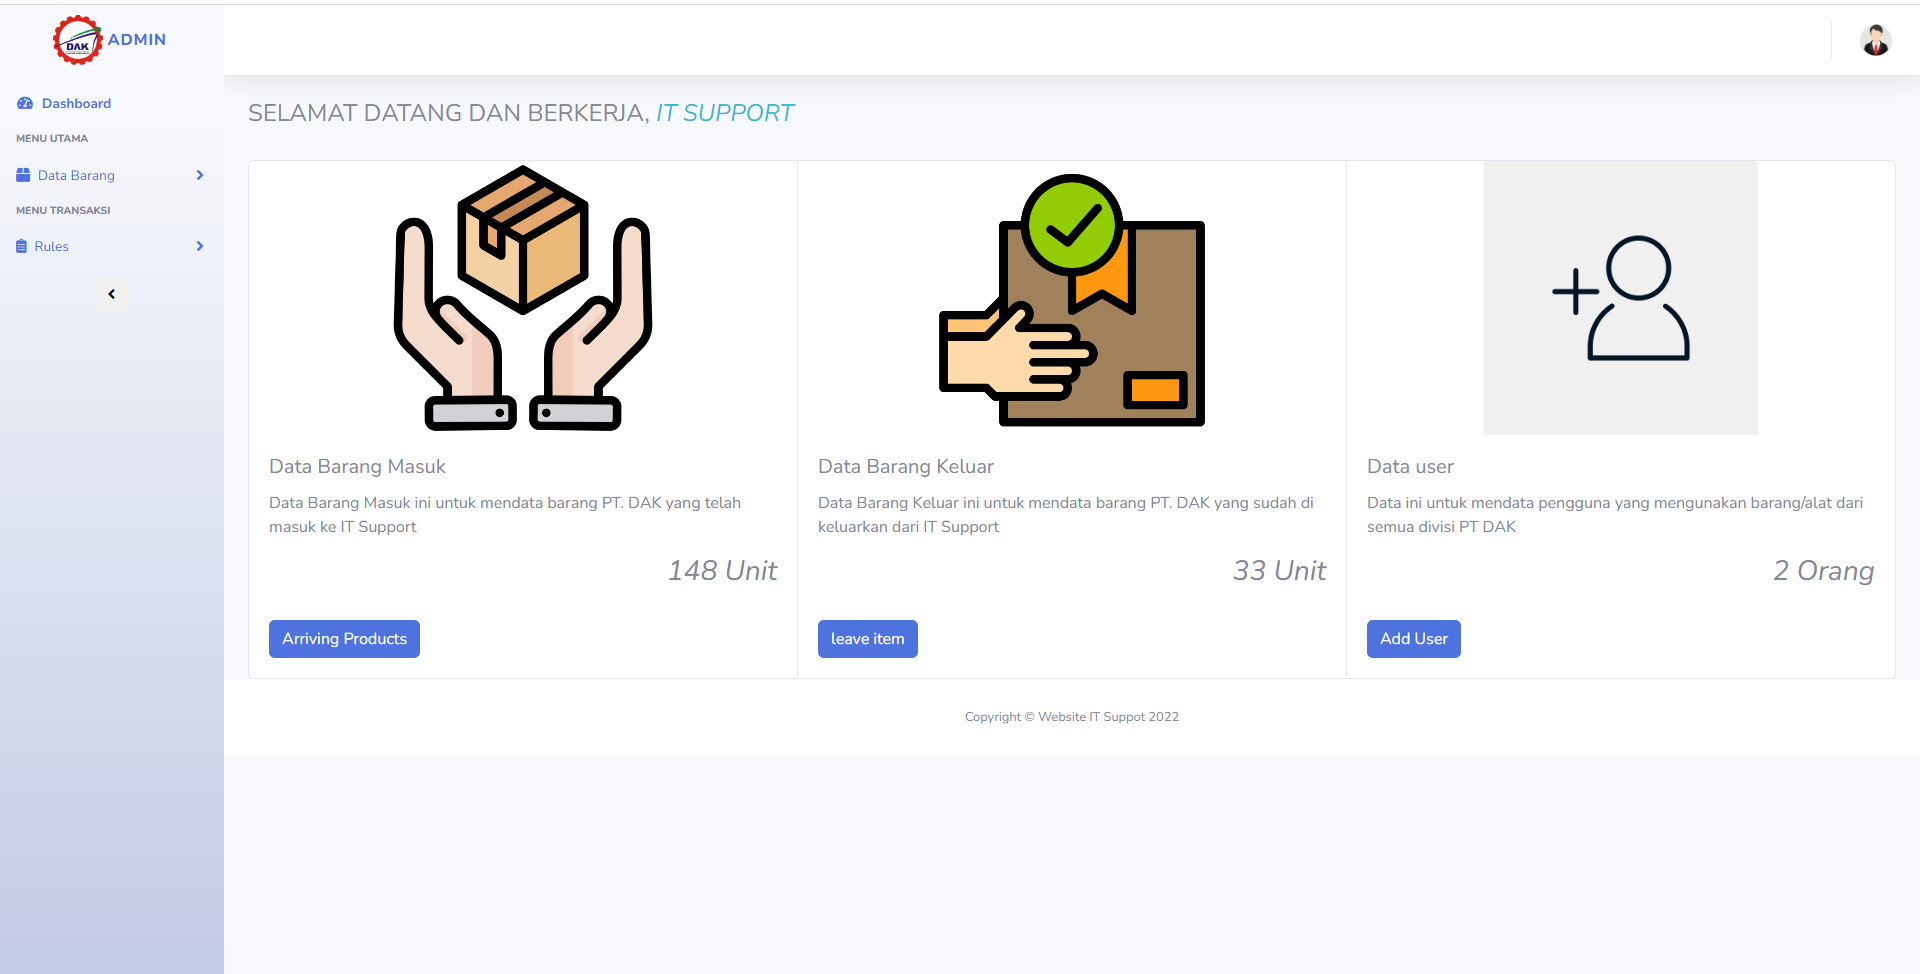 DAK
ADMIN
Dashboard
MENU UTAMA
Data Barang
MENU TRANSAKSI
Rules
SELAMAT DATANG DAN BERKERJA, IT SUPPORT
Data Barang Masuk
Data Barang Masuk ini untuk mendata barang PT. DAK yang telah
masuk ke IT Support
148 Unit
Arriving Products
Data Barang Keluar
Data Barang Keluar ini untuk mendata barang PT. DAK yang sudah di
keluarkan dari IT Support
33 Unit
leave item
Data user
Data ini untuk mendata pengguna yang mengunakan barang/alat dari
semua divisi PT DAK
2 Orang
Add User
Copyright © Website IT Suppot 2022